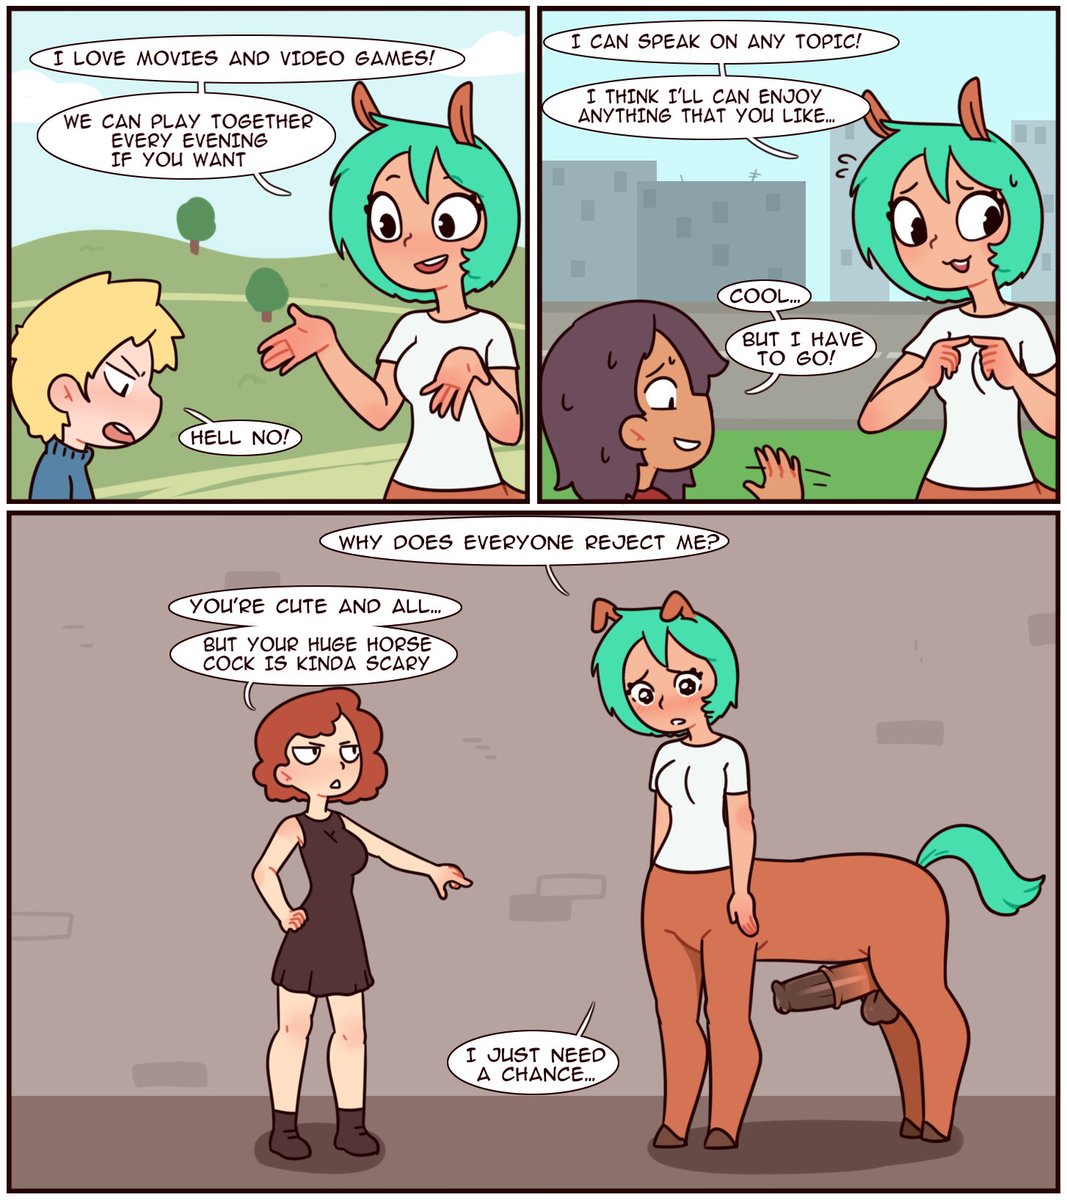 I LOVE MOVIES AND VIDEO GAMES!
WE CAN PLAY TOGETHER
EVERY EVENING
IF YOU WANT
HELL NO!
I CAN SPEAK ON ANY TOPIC!
I THINK I'LL CAN ENJOY
ANYTHING THAT YOU LIKE...
COOL...
BUT I HAVE
TO GO!
WHY DOES EVERYONE REJECT ME?
YOU'RE CUTE AND ALL...
BUT YOUR HUGE HORSE
COCK IS KINDA SCARY
I JUST NEED
A CHANCE...